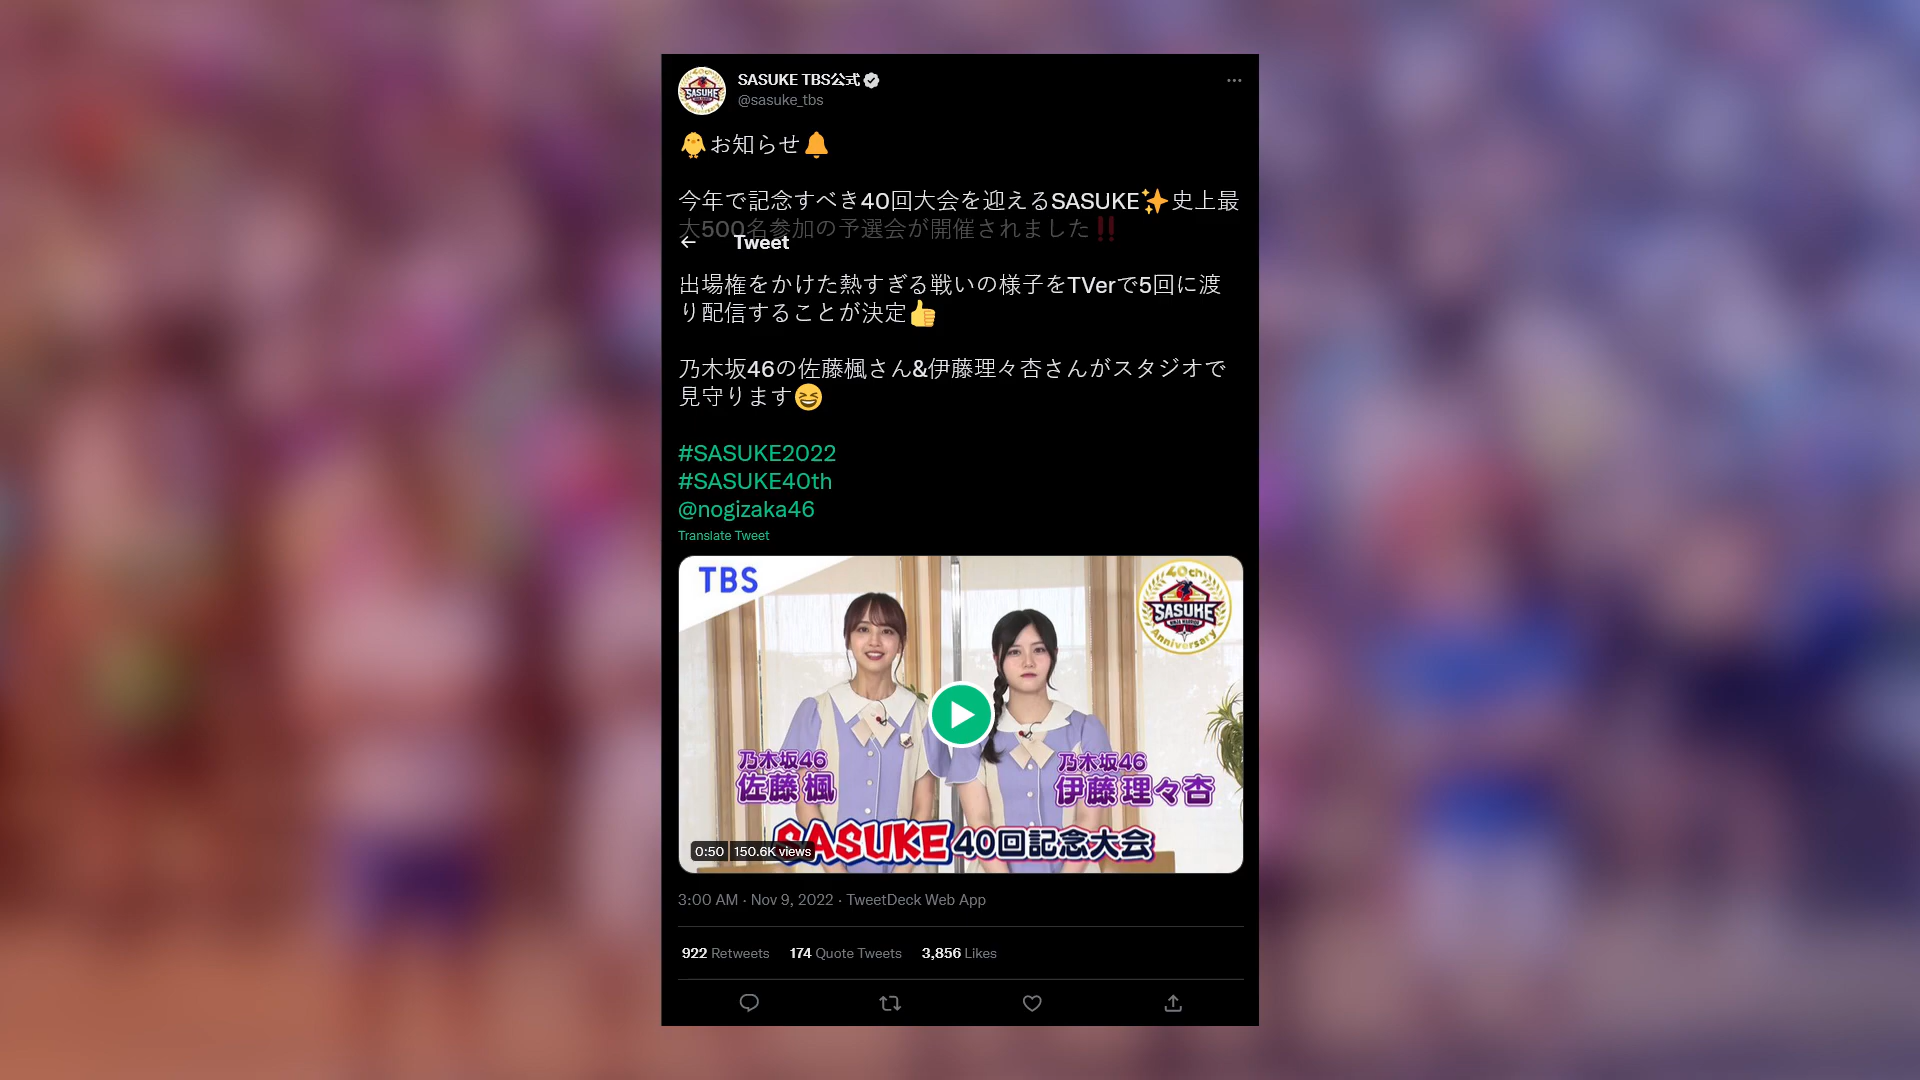 SASUKE TBS公式
@sasuke_tbs
🐥お知らせ🔔
今年で記念すべき40回大会を迎えるSASUKE✨史上最
大500名参加の予選会が開催されました‼️
Tweet
出場権をかけた熱すぎる戦いの様子をTVerで5回に渡
り配信することが決定👍
乃木坂46の佐藤楓さん&伊藤理々杏さんがスタジオで
見守ります😆
#SASUKE2022
#SASUKE40th
@nogizaka46
Translate Tweet
TBS
40th
SASUKE
NINJA WARRIOR
Anniversary
乃木坂46
佐藤 楓
乃木坂46
伊藤 理々杏
SASUKE 40回記念大会
0:50 150.6K views
3:00 AM · Nov 9, 2022 · TweetDeck Web App
922 Retweets 174 Quote Tweets 3,856 Likes